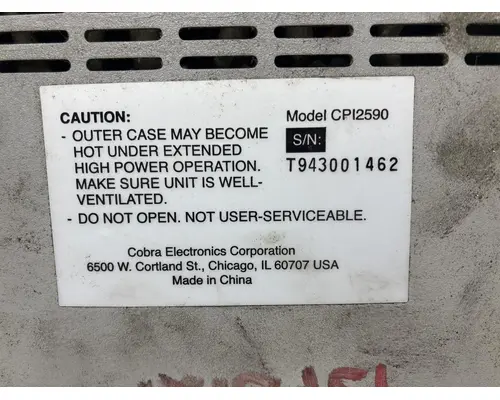 CAUTION:
- OUTER CASE MAY BECOME
HOT UNDER EXTENDED
HIGH POWER OPERATION.
MAKE SURE UNIT IS WELL-
VENTILATED.
- DO NOT OPEN. NOT USER-SERVICEABLE.
Model CPI2590
S/N:
T943001462
Cobra Electronics Corporation
6500 W. Cortland St., Chicago, IL 60707 USA
Made in China